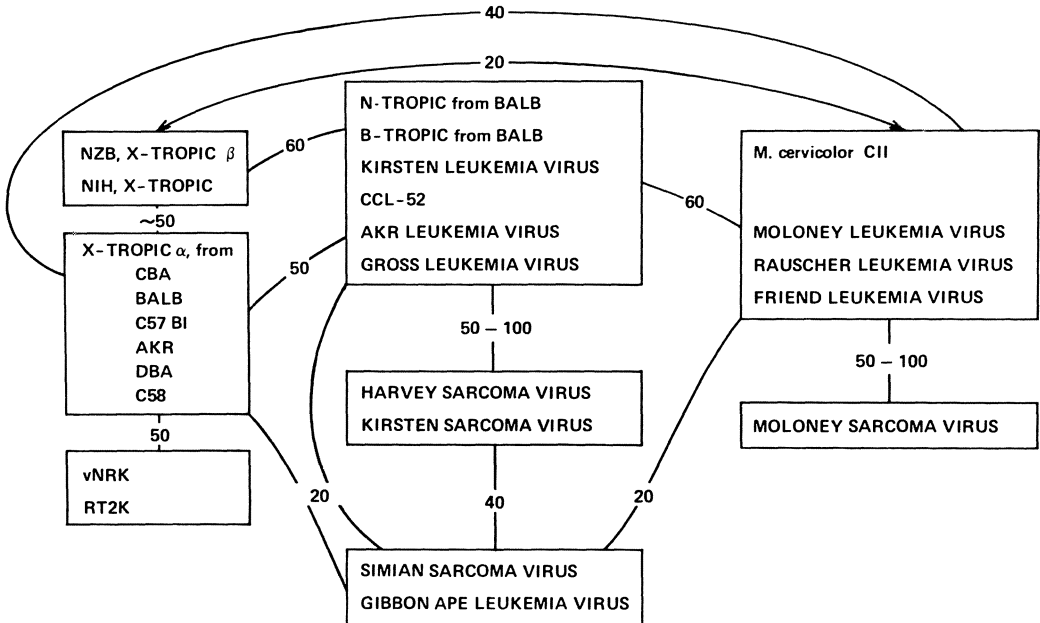 40
20
NZB, X-TROPIC β
NIH, X-TROPIC
60
~50
X-TROPIC α, from
CBA
BALB
C57 BI
AKR
DBA
C58
50
50
vNRK
RT2K
N-TROPIC from BALB
B-TROPIC from BALB
KIRSTEN LEUKEMIA VIRUS
CCL-52
AKR LEUKEMIA VIRUS
GROSS LEUKEMIA VIRUS
60
M. cervicolor CII
MOLONEY LEUKEMIA VIRUS
RAUSCHER LEUKEMIA VIRUS
FRIEND LEUKEMIA VIRUS
50 – 100
50 – 100
HARVEY SARCOMA VIRUS
KIRSTEN SARCOMA VIRUS
MOLONEY SARCOMA VIRUS
20
40
20
SIMIAN SARCOMA VIRUS
GIBBON APE LEUKEMIA VIRUS